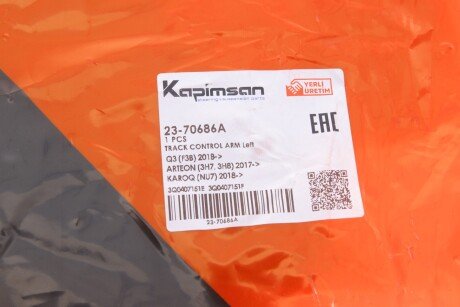 Kapimsan
steering & suspension parts
YERLİ
ÜRETİM
23-70686A
1 PCS
TRACK CONTROL ARM Left
Q3 (F3B) 2018->
ARTEON (3H7, 3H8) 2017->
KAROQ (NU7) 2018->
3Q0407151E 3Q0407151F
EAC
23-70686A